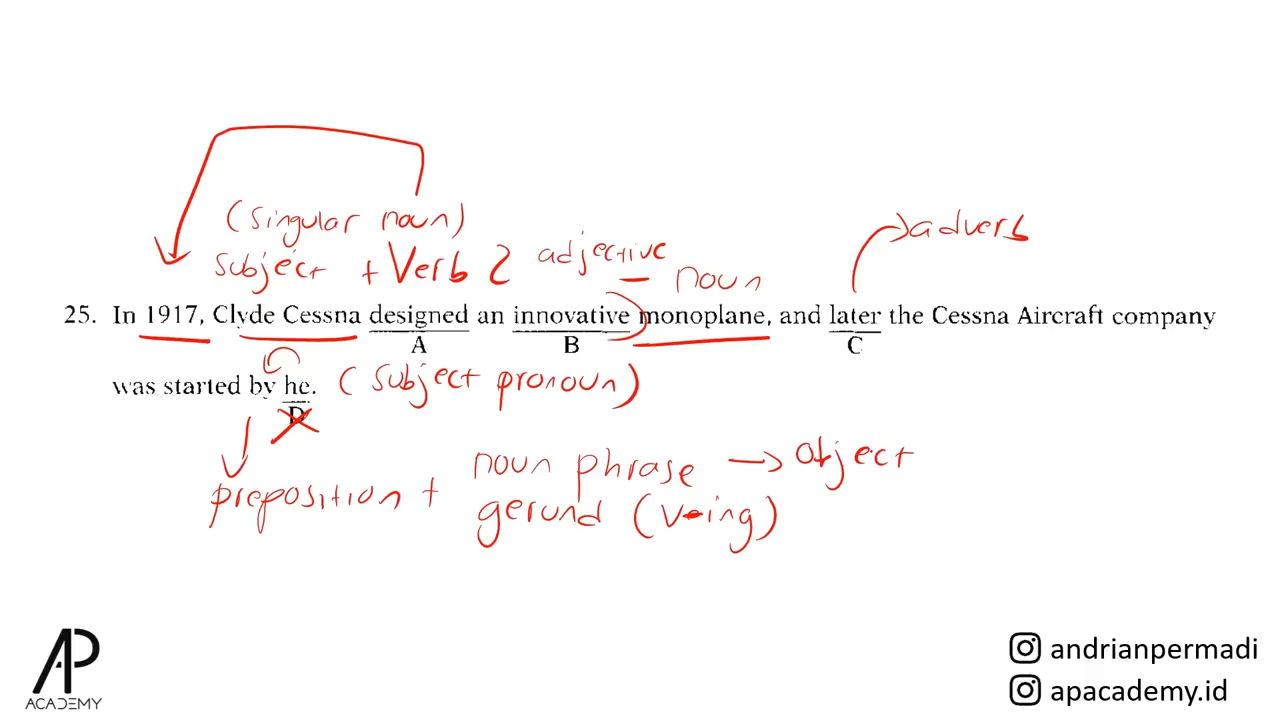 (singular noun)
subject + Verb 2 adjective
noun
adverb
25. In 1917, Clyde Cessna designed an innovative monoplane, and later the Cessna Aircraft company
A B C
was started by he. (subject pronoun)
D
noun phrase → object
preposition +
gerund (V-ing)
AP
ACADEMY
andrianpermadi
apacademy.id